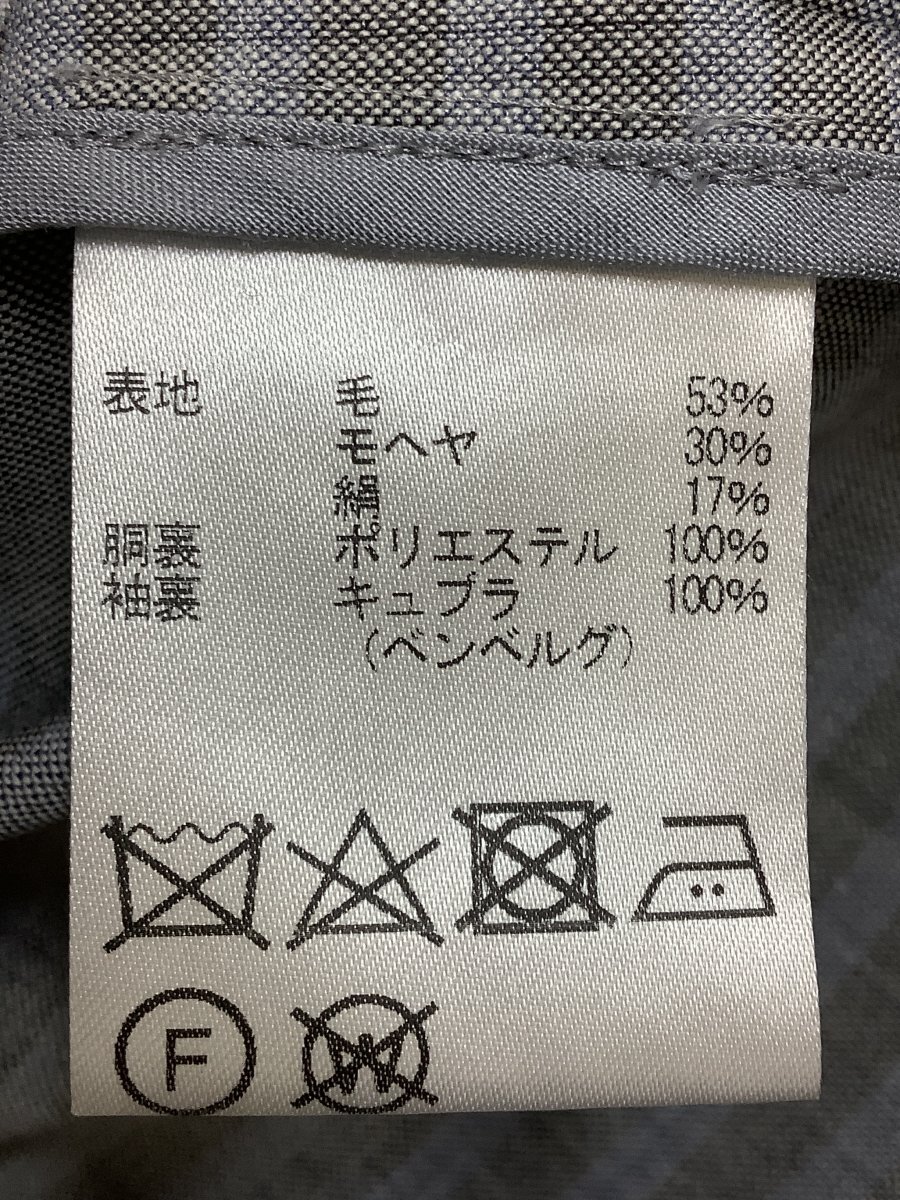 表地 毛 53%
モヘヤ 30%
絹 17%
胴裏 ポリエステル 100%
袖裏 キュプラ 100%
(ベンベルグ)
F
W